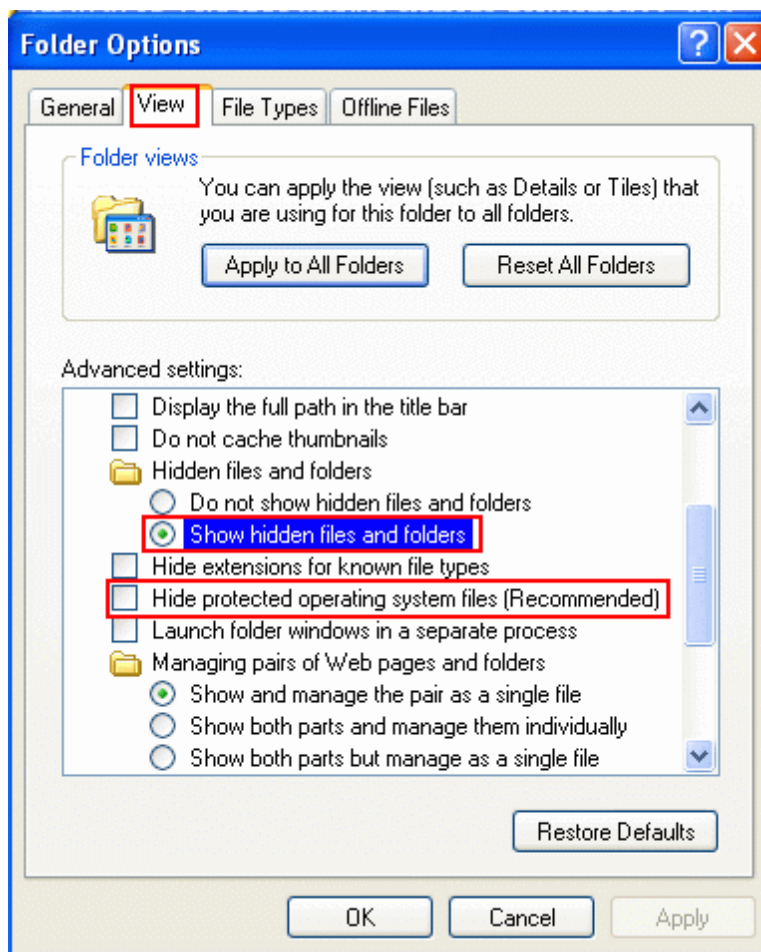 Folder Options
General View File Types Offline Files
Folder views
You can apply the view (such as Details or Tiles) that
you are using for this folder to all folders.
Apply to All Folders Reset All Folders
Advanced settings:
Display the full path in the title bar
Do not cache thumbnails
Hidden files and folders
Do not show hidden files and folders
Show hidden files and folders
Hide extensions for known file types
Hide protected operating system files (Recommended)
Launch folder windows in a separate process
Managing pairs of Web pages and folders
Show and manage the pair as a single file
Show both parts and manage them individually
Show both parts but manage as a single file
Restore Defaults
OK Cancel Apply